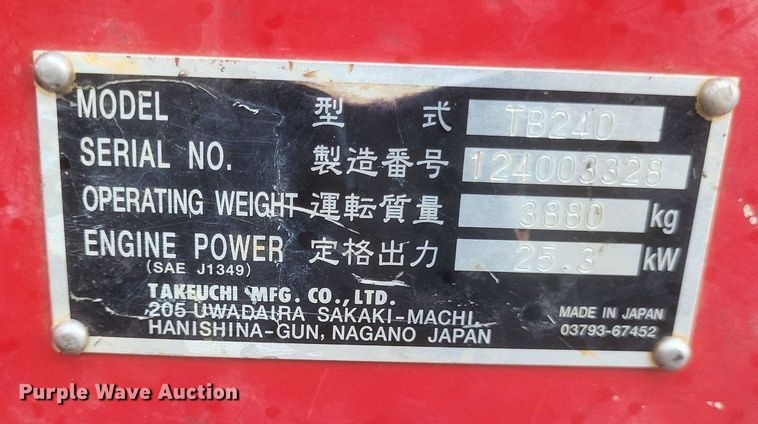 MODEL 型式 TB240
SERIAL NO. 製造番号 124003328
OPERATING WEIGHT 運転質量 3880 kg
ENGINE POWER 定格出力 25.3 kW
(SAE J1349)
TAKEUCHI MFG. CO., LTD.
205 UWADAIRA SAKAKI-MACHI,
HANISHINA-GUN, NAGANO JAPAN
MADE IN JAPAN
03793-67452
Purple Wave Auction